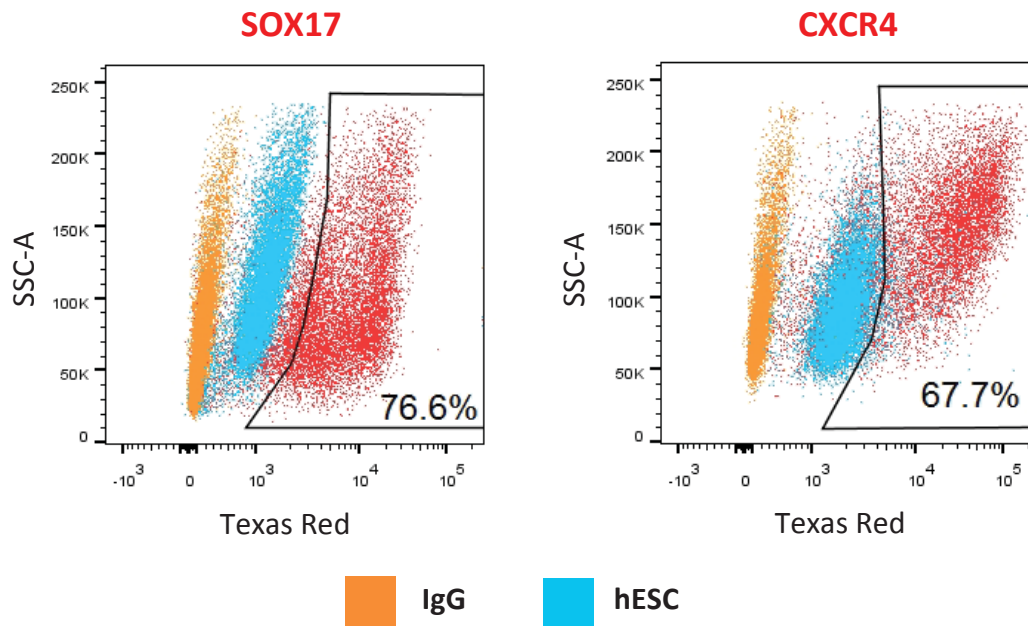 SOX17
CXCR4
SSC-A
250K
200K
150K
100K
50K
0
76.6%
-10³
0
10³
10⁴
10⁵
Texas Red
SSC-A
250K
200K
150K
100K
50K
0
67.7%
-10³
0
10³
10⁴
10⁵
Texas Red
IgG
hESC